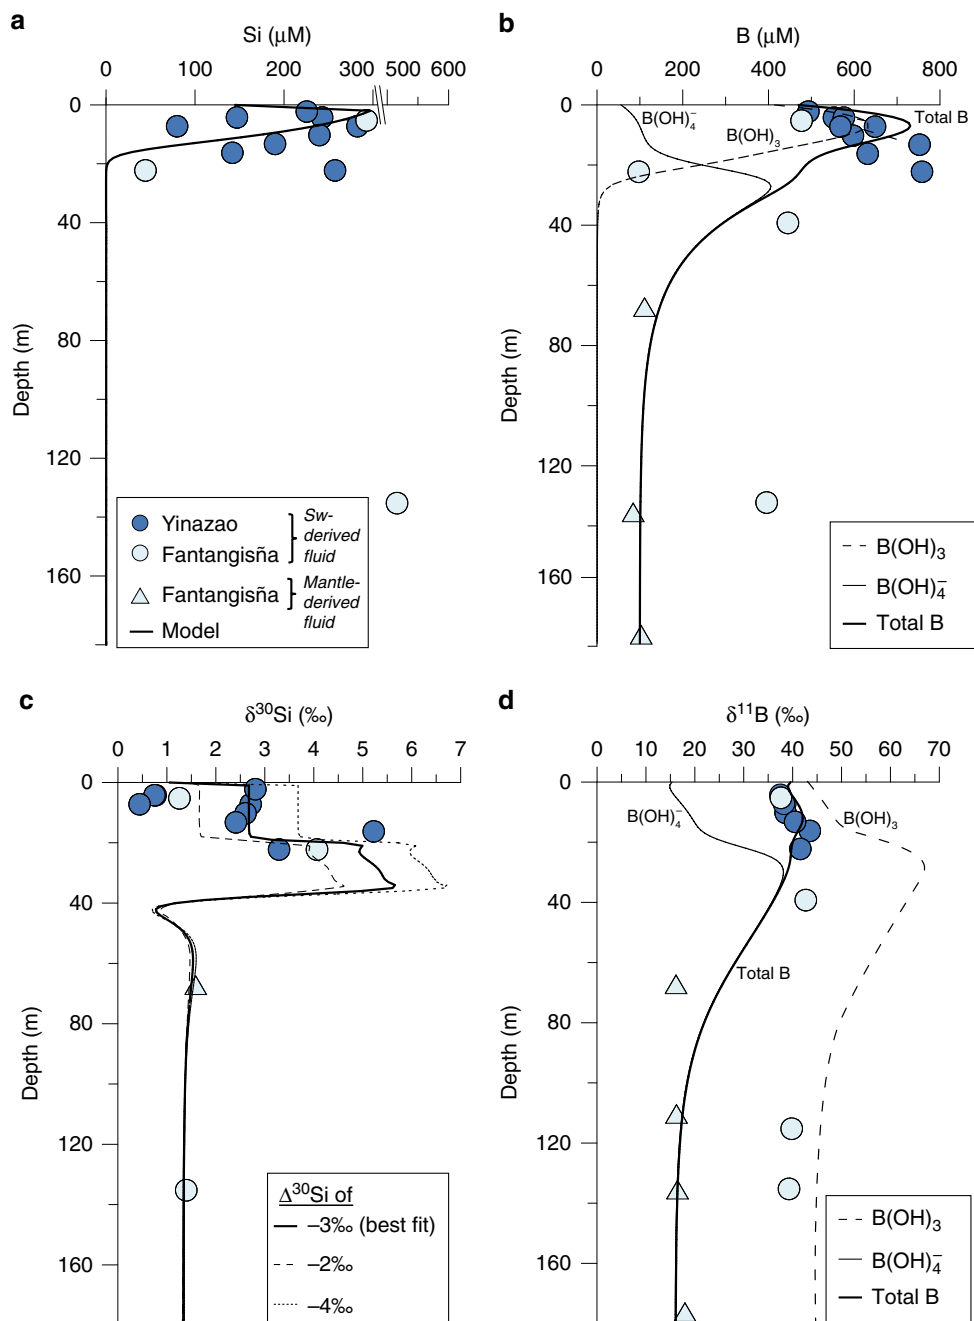 a
Si (μM)
0 100 200 300 500 600
0
40
80
120
160
Depth (m)
Yinazao
Fantangisña
Sw-
derived
fluid
Fantangisña
Mantle-
derived
fluid
Model
b
B (μM)
0 200 400 600 800
0
40
80
120
160
Depth (m)
B(OH)₄⁻
B(OH)₃
Total B
B(OH)₃
B(OH)₄⁻
Total B
c
δ³⁰Si (‰)
0 1 2 3 4 5 6 7
0
40
80
120
160
Depth (m)
Δ³⁰Si of
–3‰ (best fit)
–2‰
–4‰
d
δ¹¹B (‰)
0 10 20 30 40 50 60 70
0
40
80
120
160
Depth (m)
B(OH)₄⁻
B(OH)₃
Total B
B(OH)₃
B(OH)₄⁻
Total B